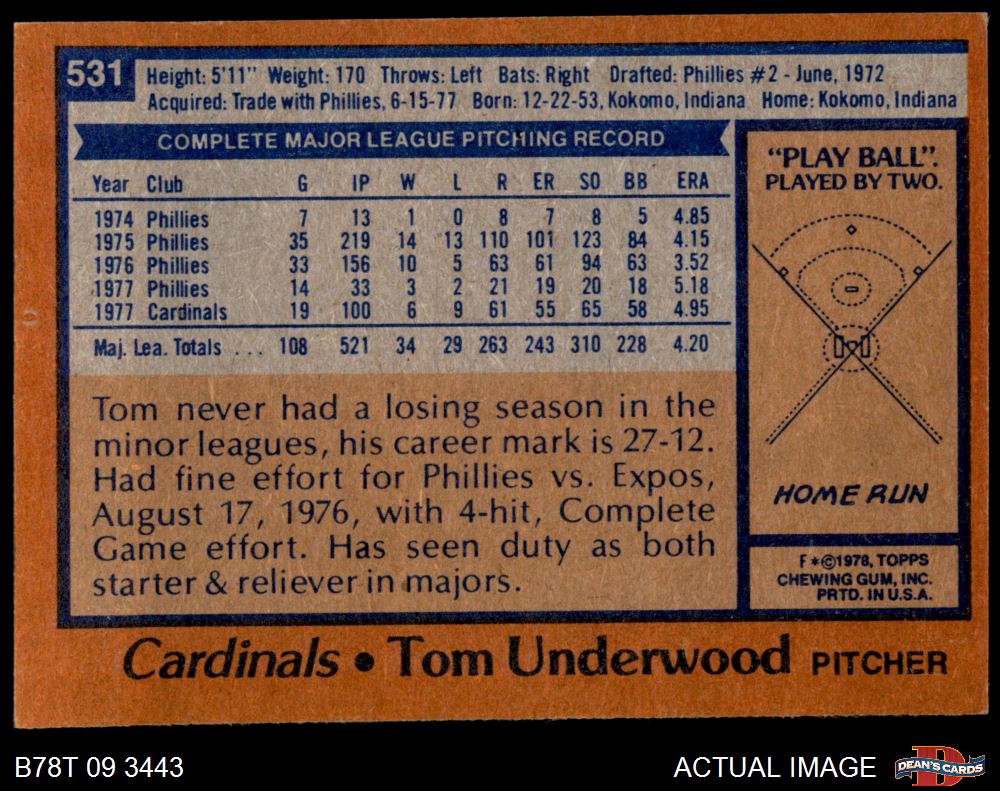 531
Height: 5'11" Weight: 170 Throws: Left Bats: Right Drafted: Phillies #2 - June, 1972
Acquired: Trade with Phillies, 6-15-77 Born: 12-22-53, Kokomo, Indiana Home: Kokomo, Indiana
COMPLETE MAJOR LEAGUE PITCHING RECORD
Year Club G IP W L R ER SO BB ERA
1974 Phillies 7 13 1 0 8 7 8 5 4.85
1975 Phillies 35 219 14 13 110 101 123 84 4.15
1976 Phillies 33 156 10 5 63 61 94 63 3.52
1977 Phillies 14 33 3 2 21 19 20 18 5.18
1977 Cardinals 19 100 6 9 61 55 65 58 4.95
Maj. Lea. Totals . . . 108 521 34 29 263 243 310 228 4.20
Tom never had a losing season in the
minor leagues, his career mark is 27-12.
Had fine effort for Phillies vs. Expos,
August 17, 1976, with 4-hit, Complete
Game effort. Has seen duty as both
starter & reliever in majors.
"PLAY BALL".
PLAYED BY TWO.
HOME RUN
F*©1978, TOPPS
CHEWING GUM, INC.
PRTD. IN U.S.A.
Cardinals • Tom Underwood PITCHER
B78T 09 3443
ACTUAL IMAGE
DEAN'S CARDS